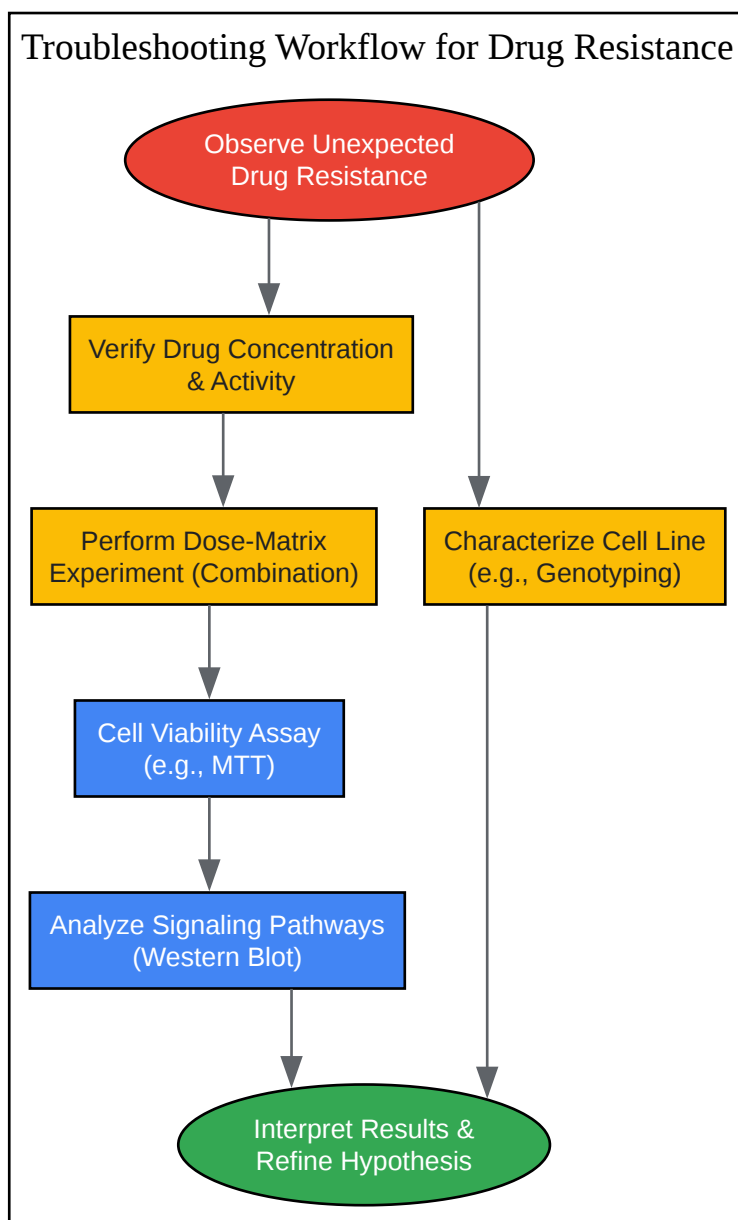 Troubleshooting Workflow for Drug Resistance
Observe Unexpected
Drug Resistance
Verify Drug Concentration
& Activity
Perform Dose-Matrix
Experiment (Combination)
Characterize Cell Line
(e.g., Genotyping)
Cell Viability Assay
(e.g., MTT)
Analyze Signaling Pathways
(Western Blot)
Interpret Results &
Refine Hypothesis